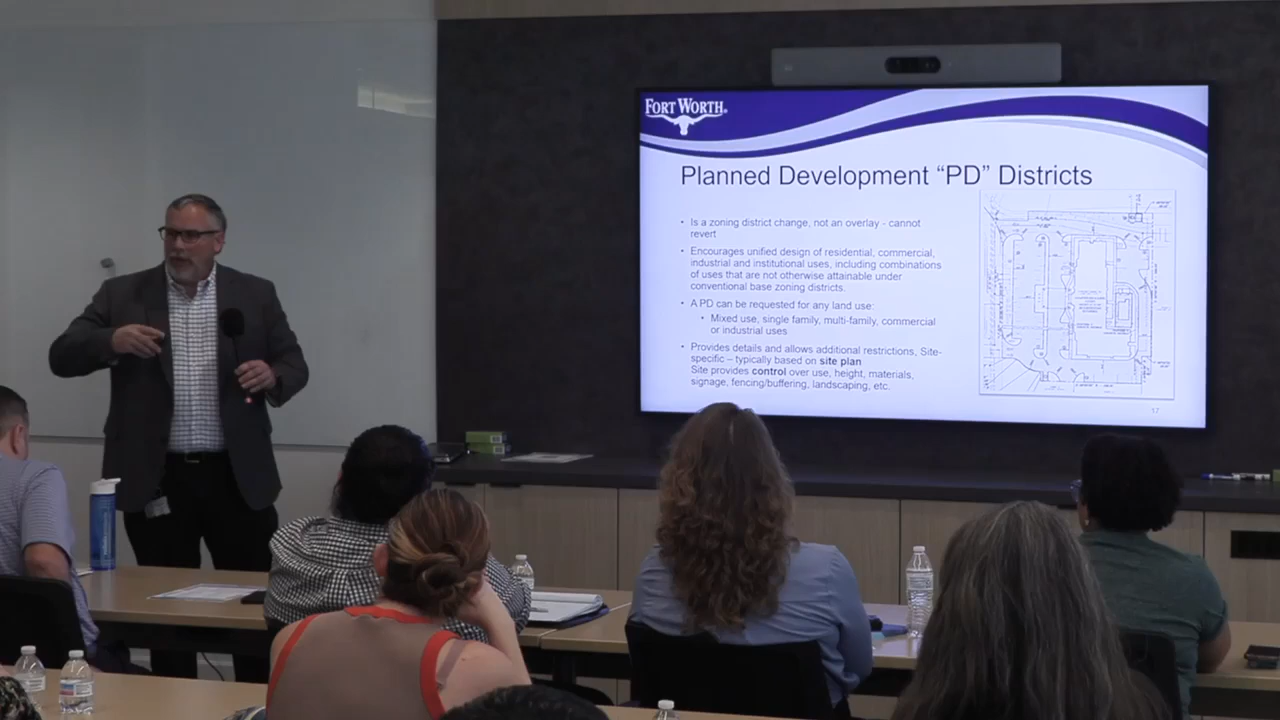 FORT WORTH®
Planned Development “PD” Districts
• Is a zoning district change, not an overlay - cannot
revert
• Encourages unified design of residential, commercial,
industrial and institutional uses, including combinations
of uses that are not otherwise attainable under
conventional base zoning districts.
• A PD can be requested for any land use:
• Mixed use, single family, multi-family, commercial
or industrial uses
• Provides details and allows additional restrictions, Site-
specific – typically based on site plan
Site provides control over use, height, materials,
signage, fencing/buffering, landscaping, etc.
17